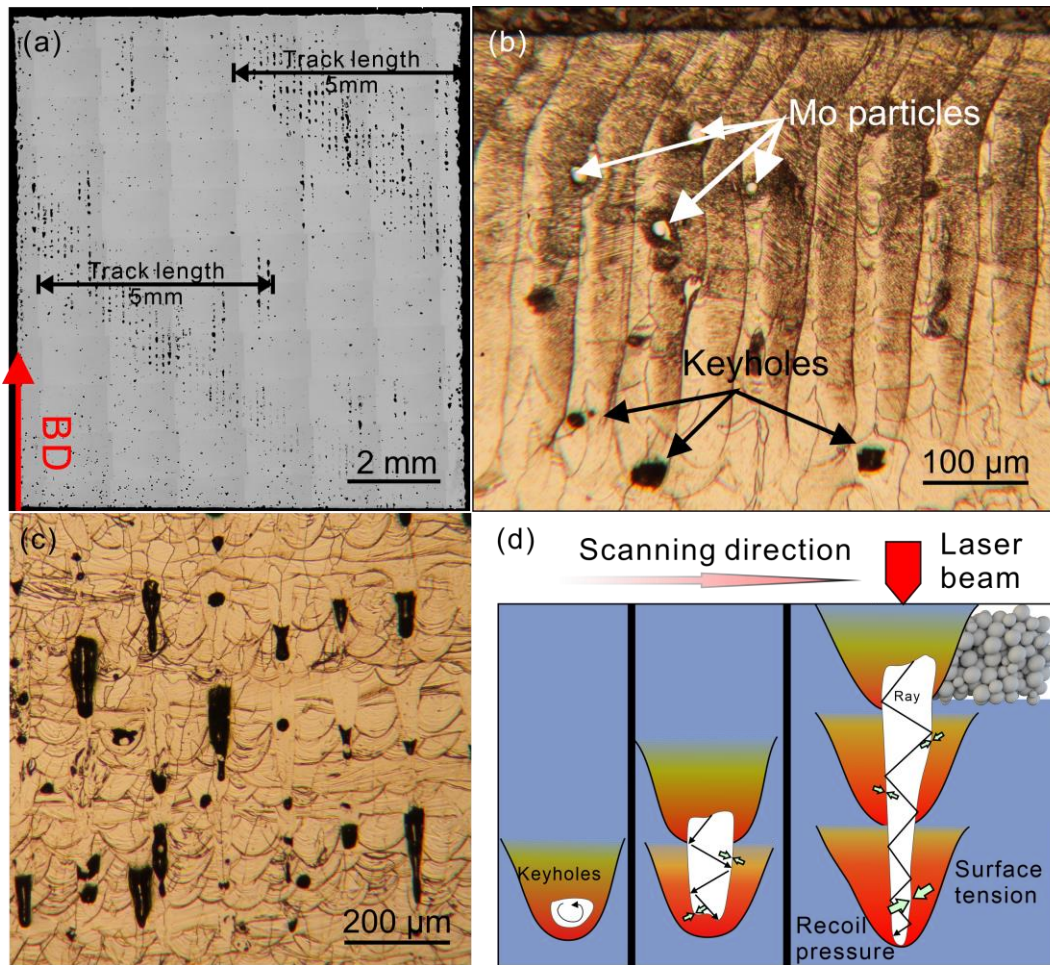 (a)
Track length
5mm
Track length
5mm
BD
2 mm
(b)
Mo particles
Keyholes
100 μm
(c)
200 μm
(d)
Scanning direction
Laser
beam
Ray
Keyholes
Surface
tension
Recoil
pressure